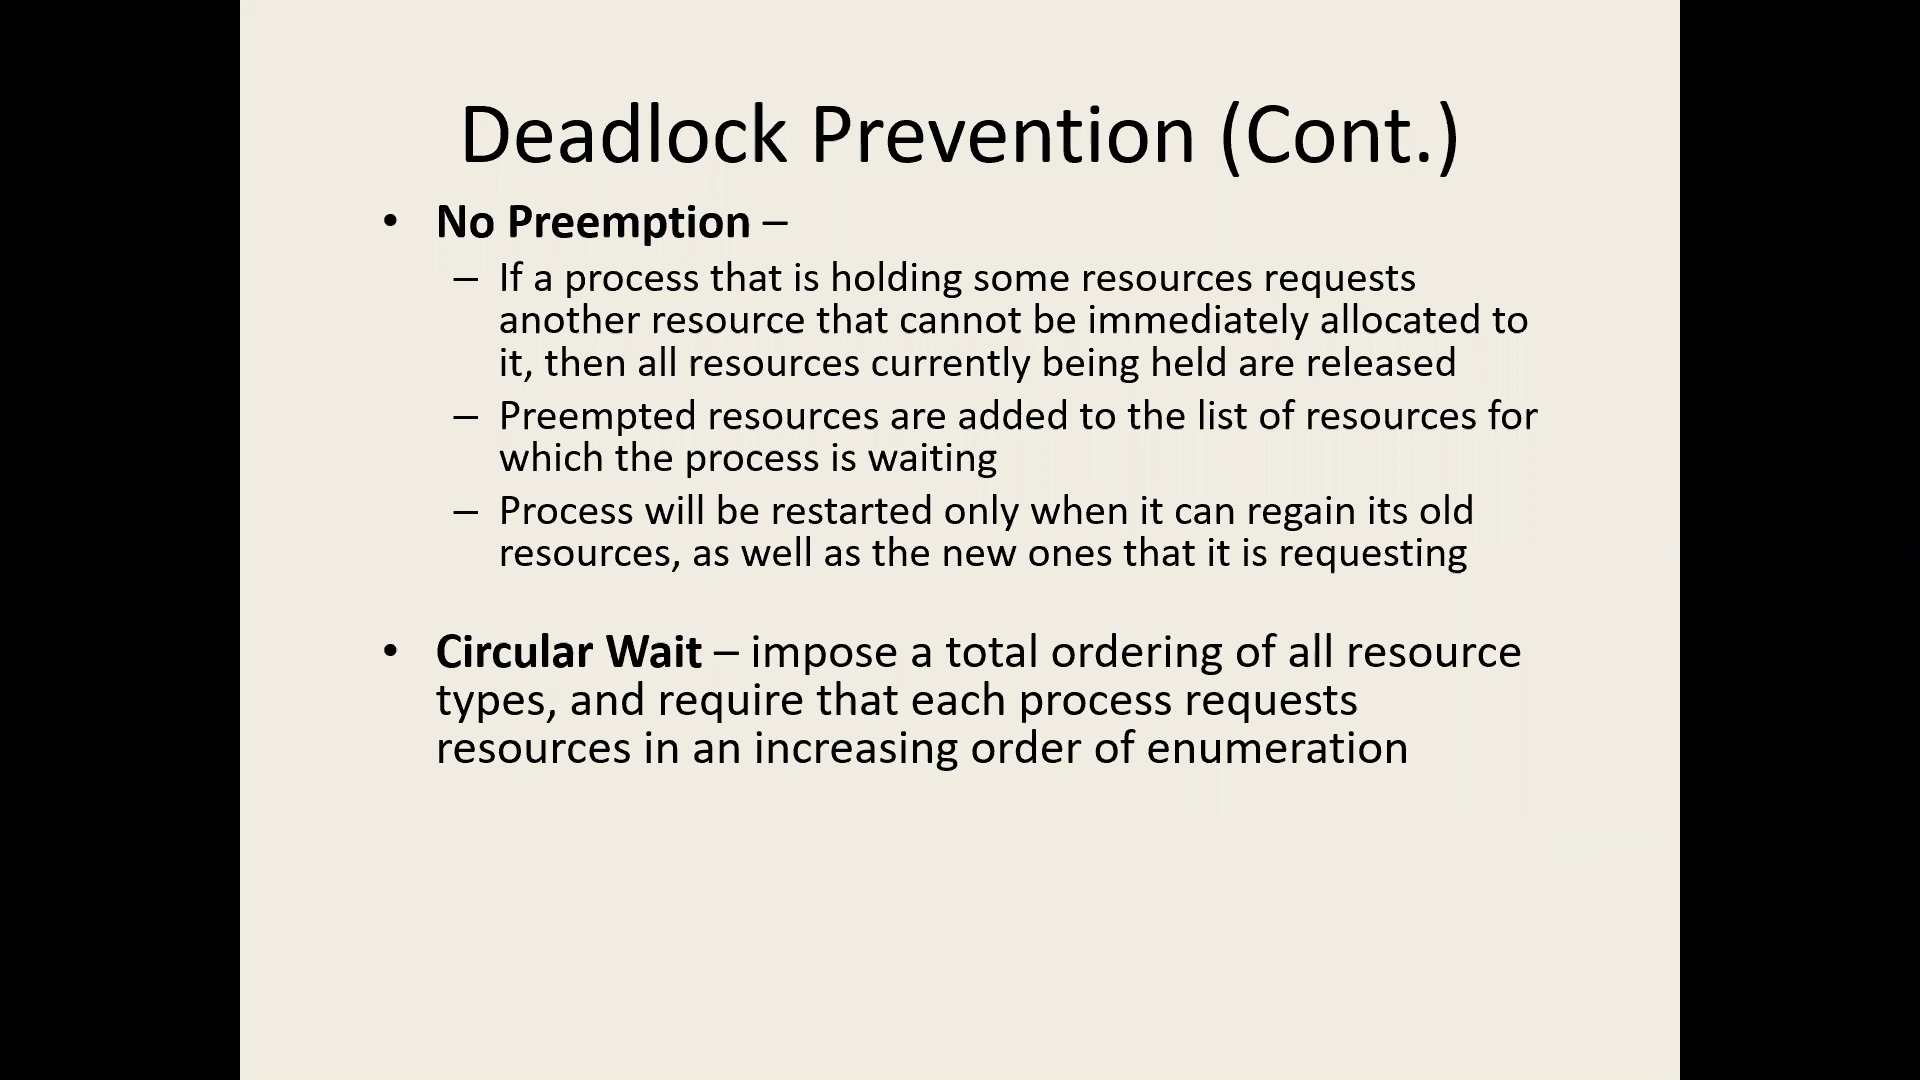 Deadlock Prevention (Cont.)
• No Preemption –
– If a process that is holding some resources requests
another resource that cannot be immediately allocated to
it, then all resources currently being held are released
– Preempted resources are added to the list of resources for
which the process is waiting
– Process will be restarted only when it can regain its old
resources, as well as the new ones that it is requesting
• Circular Wait – impose a total ordering of all resource
types, and require that each process requests
resources in an increasing order of enumeration